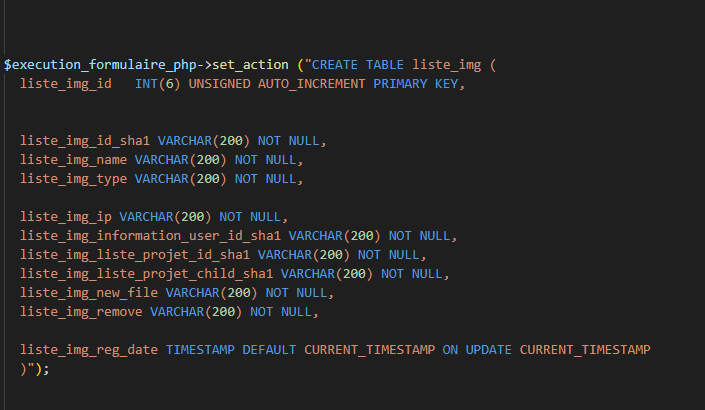 $execution_formulaire_php->set_action ("CREATE TABLE liste_img (
liste_img_id   INT(6) UNSIGNED AUTO_INCREMENT PRIMARY KEY,
liste_img_id_sha1 VARCHAR(200) NOT NULL,
liste_img_name VARCHAR(200) NOT NULL,
liste_img_type VARCHAR(200) NOT NULL,
liste_img_ip VARCHAR(200) NOT NULL,
liste_img_information_user_id_sha1 VARCHAR(200) NOT NULL,
liste_img_liste_projet_id_sha1 VARCHAR(200) NOT NULL,
liste_img_liste_projet_child_sha1 VARCHAR(200) NOT NULL,
liste_img_new_file VARCHAR(200) NOT NULL,
liste_img_remove VARCHAR(200) NOT NULL,
liste_img_reg_date TIMESTAMP DEFAULT CURRENT_TIMESTAMP ON UPDATE CURRENT_TIMESTAMP
)");